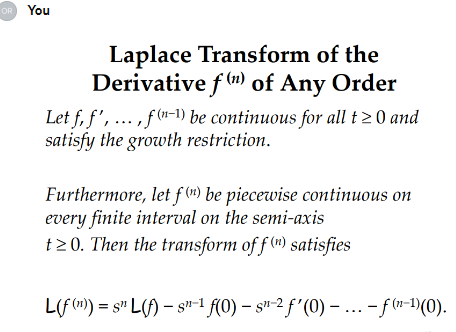 OR You
Laplace Transform of the
Derivative f ⁽ⁿ⁾ of Any Order
Let f, f ′, … , f ⁽ⁿ⁻¹⁾ be continuous for all t ≥ 0 and
satisfy the growth restriction.
Furthermore, let f ⁽ⁿ⁾ be piecewise continuous on
every finite interval on the semi-axis
t ≥ 0. Then the transform of f ⁽ⁿ⁾ satisfies
L(f ⁽ⁿ⁾) = sⁿ L(f) – sⁿ⁻¹ f(0) – sⁿ⁻² f ′(0) – … – f ⁽ⁿ⁻¹⁾(0).